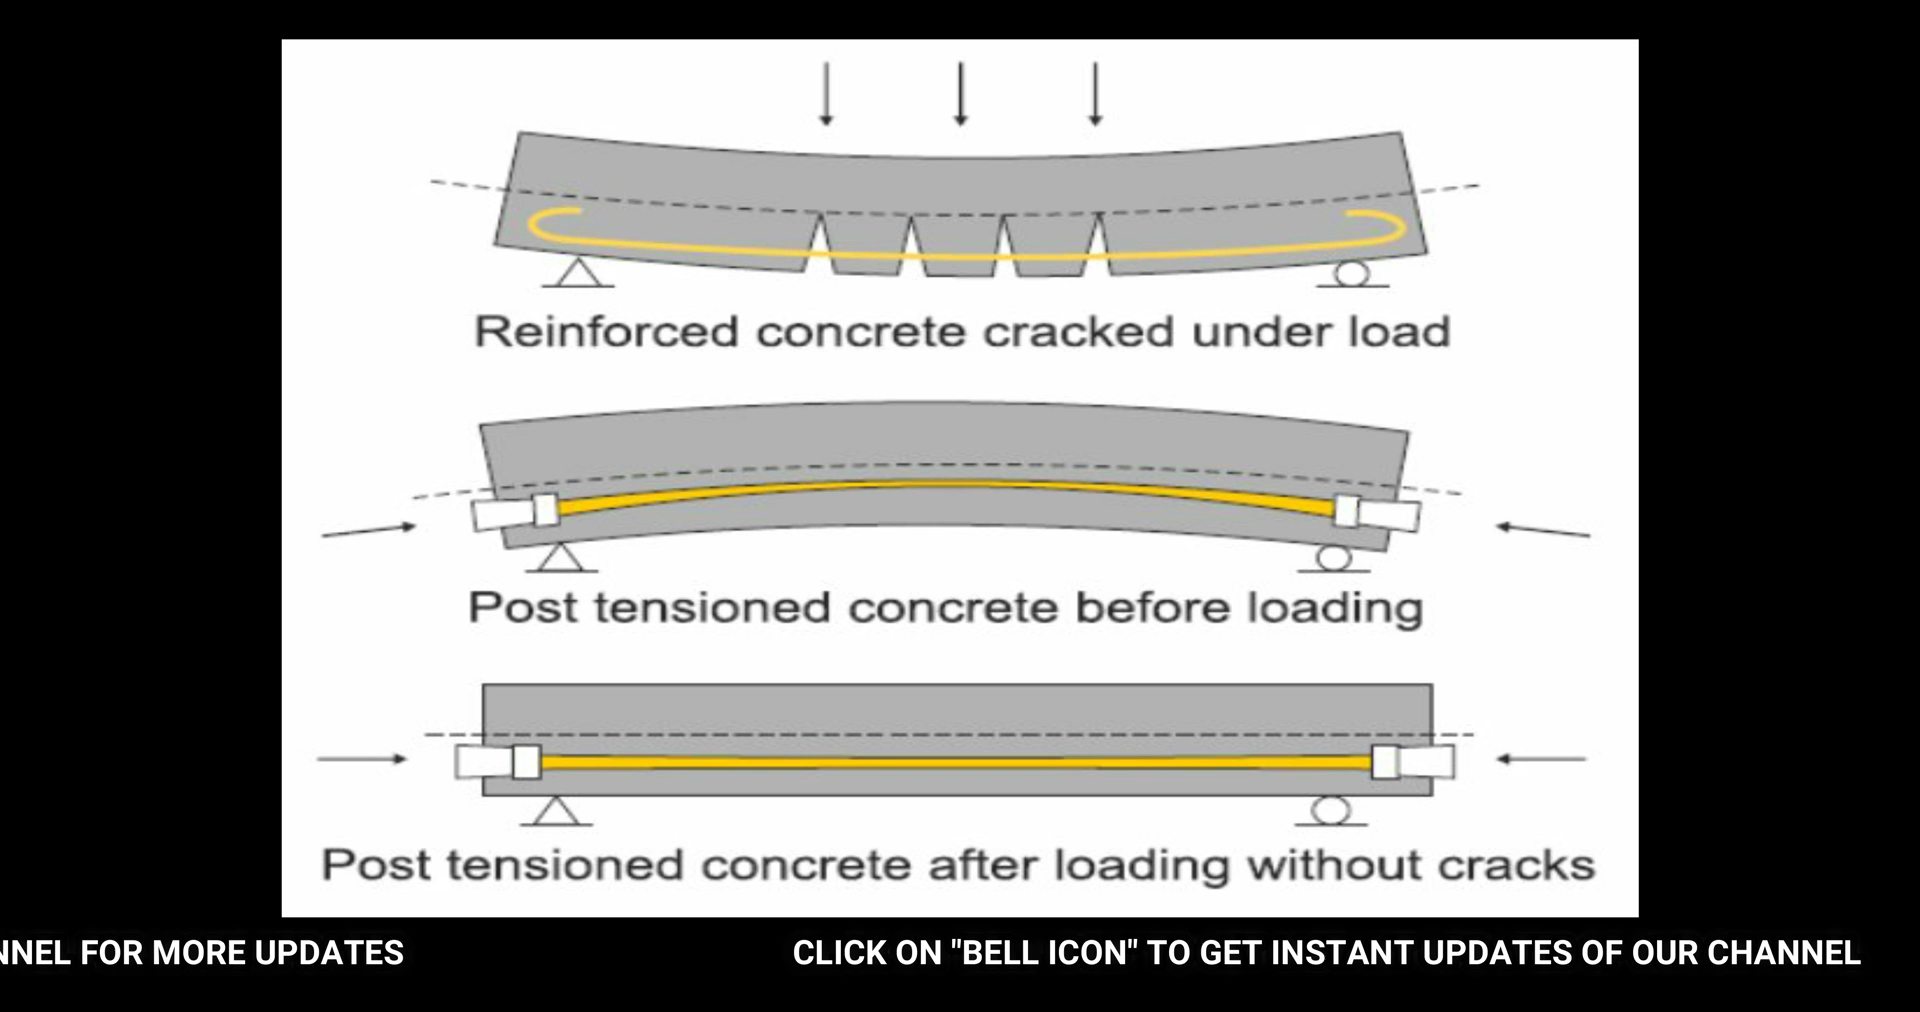 Reinforced concrete cracked under load
Post tensioned concrete before loading
Post tensioned concrete after loading without cracks
FOR MORE UPDATES
CLICK ON "BELL ICON" TO GET INSTANT UPDATES OF OUR CHANNEL